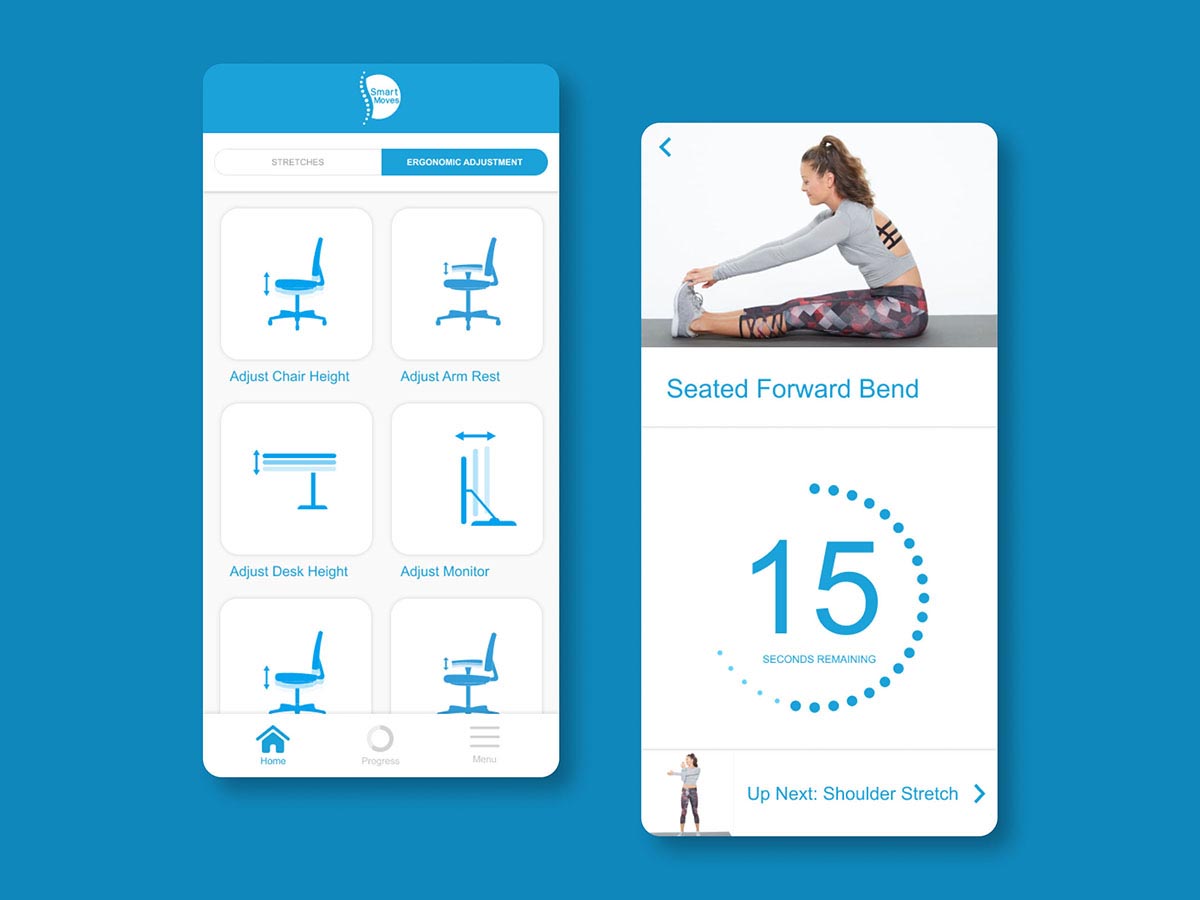 Smart
Moves
STRETCHES
ERGONOMIC ADJUSTMENT
Adjust Chair Height
Adjust Arm Rest
Adjust Desk Height
Adjust Monitor
Home
Progress
Menu
Seated Forward Bend
15
SECONDS REMAINING
Up Next: Shoulder Stretch